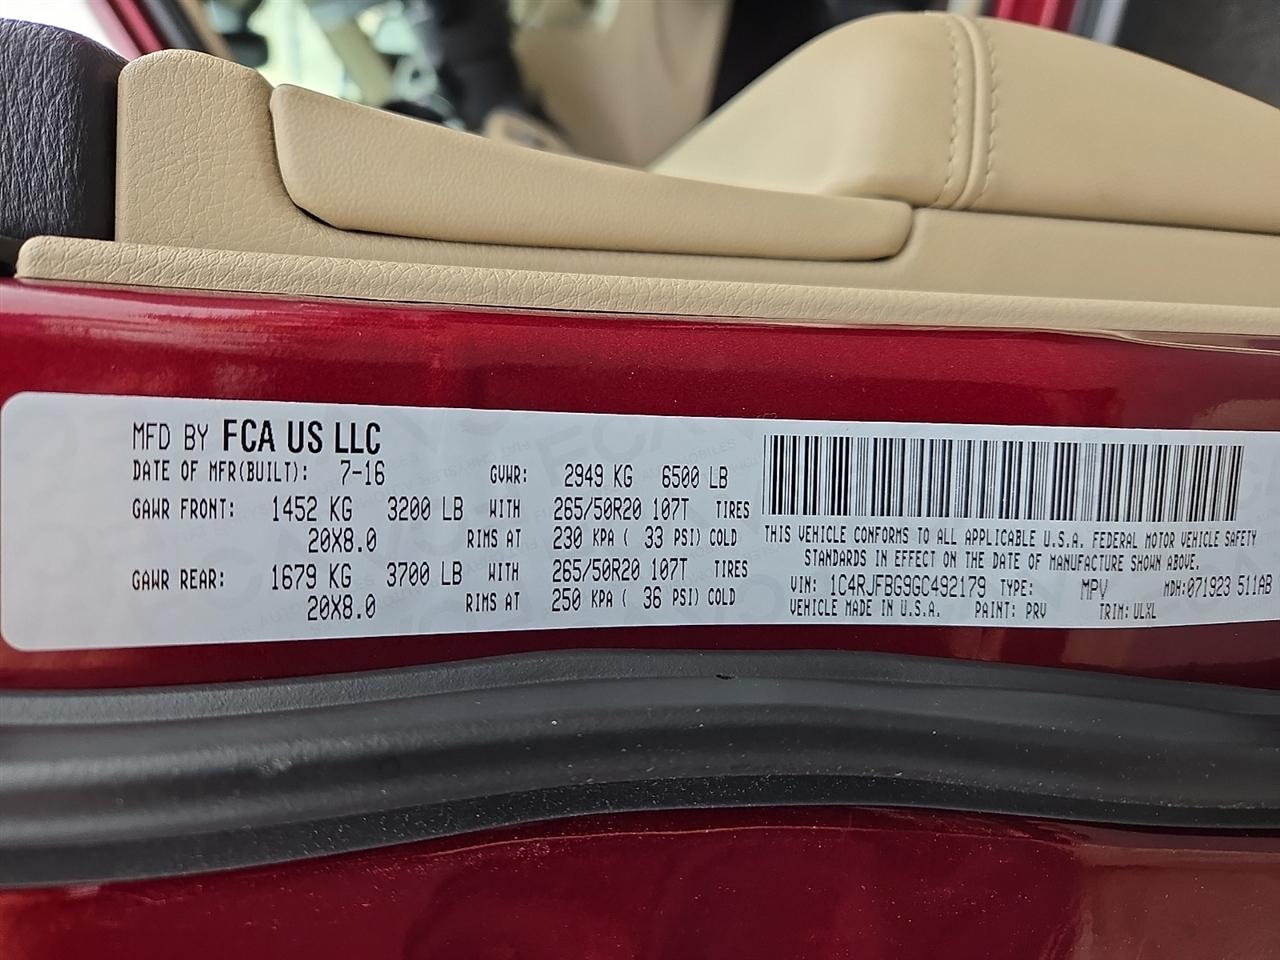 MFD BY FCA US LLC
DATE OF MFR(BUILT): 7-16 GVWR: 2949 KG 6500 LB
GAWR FRONT: 1452 KG 3200 LB WITH 265/50R20 107T TIRES
20X8.0 RIMS AT 230 KPA ( 33 PSI) COLD
GAWR REAR: 1679 KG 3700 LB WITH 265/50R20 107T TIRES
20X8.0 RIMS AT 250 KPA ( 36 PSI) COLD
THIS VEHICLE CONFORMS TO ALL APPLICABLE U.S.A. FEDERAL MOTOR VEHICLE SAFETY
STANDARDS IN EFFECT ON THE DATE OF MANUFACTURE SHOWN ABOVE.
VIN: 1C4RJFBG9GC492179 TYPE: MPV MDH:071923 511AB
VEHICLE MADE IN U.S.A. PAINT: PRV TRIM: ULXL